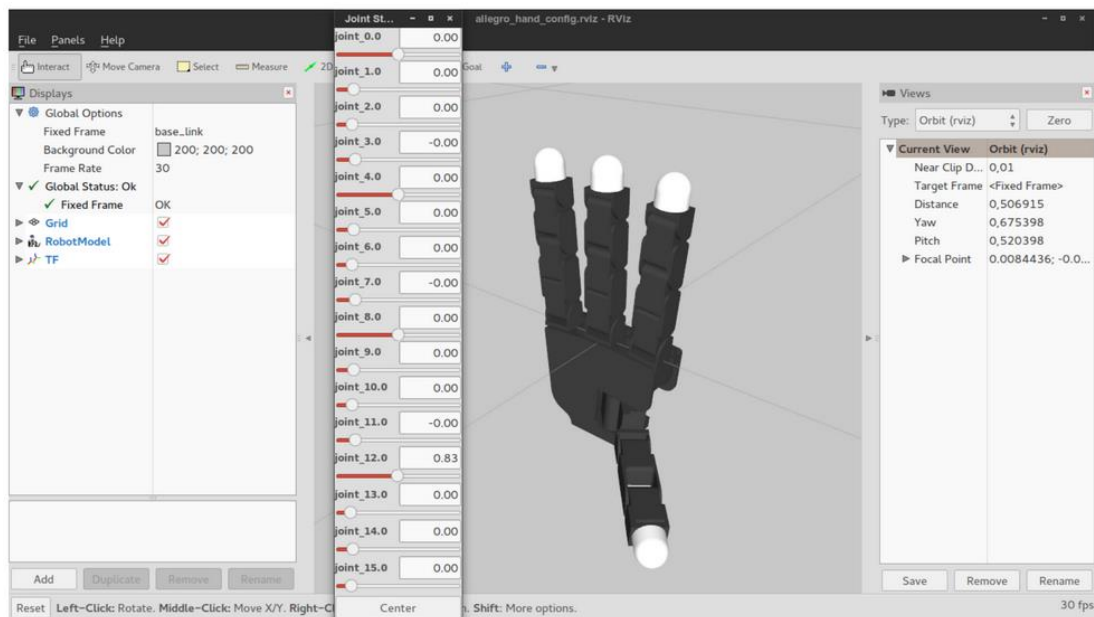 Joint St...
allegro_hand_config.rviz - RViz
File Panels Help
Interact Move Camera Select Measure 2D Goal
Displays
Global Options
Fixed Frame base_link
Background Color 200; 200; 200
Frame Rate 30
Global Status: Ok
Fixed Frame OK
Grid
RobotModel
TF
Add Duplicate Remove Rename
joint_0.0 0.00
joint_1.0 0.00
joint_2.0 0.00
joint_3.0 -0.00
joint_4.0 0.00
joint_5.0 0.00
joint_6.0 0.00
joint_7.0 -0.00
joint_8.0 0.00
joint_9.0 0.00
joint_10.0 0.00
joint_11.0 -0.00
joint_12.0 0.83
joint_13.0 0.00
joint_14.0 0.00
joint_15.0 0.00
Center
Views
Type: Orbit (rviz) Zero
Current View Orbit (rviz)
Near Clip D... 0,01
Target Frame <Fixed Frame>
Distance 0,506915
Yaw 0,675398
Pitch 0,520398
Focal Point 0.0084436; -0.0...
Save Remove Rename
Reset Left-Click: Rotate. Middle-Click: Move X/Y. Right-Cl n. Shift: More options. 30 fps